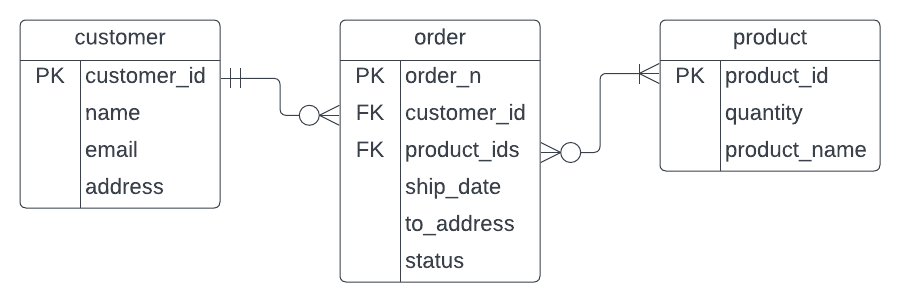 customer
PK customer_id
name
email
address
order
PK order_n
FK customer_id
FK product_ids
ship_date
to_address
status
product
PK product_id
quantity
product_name